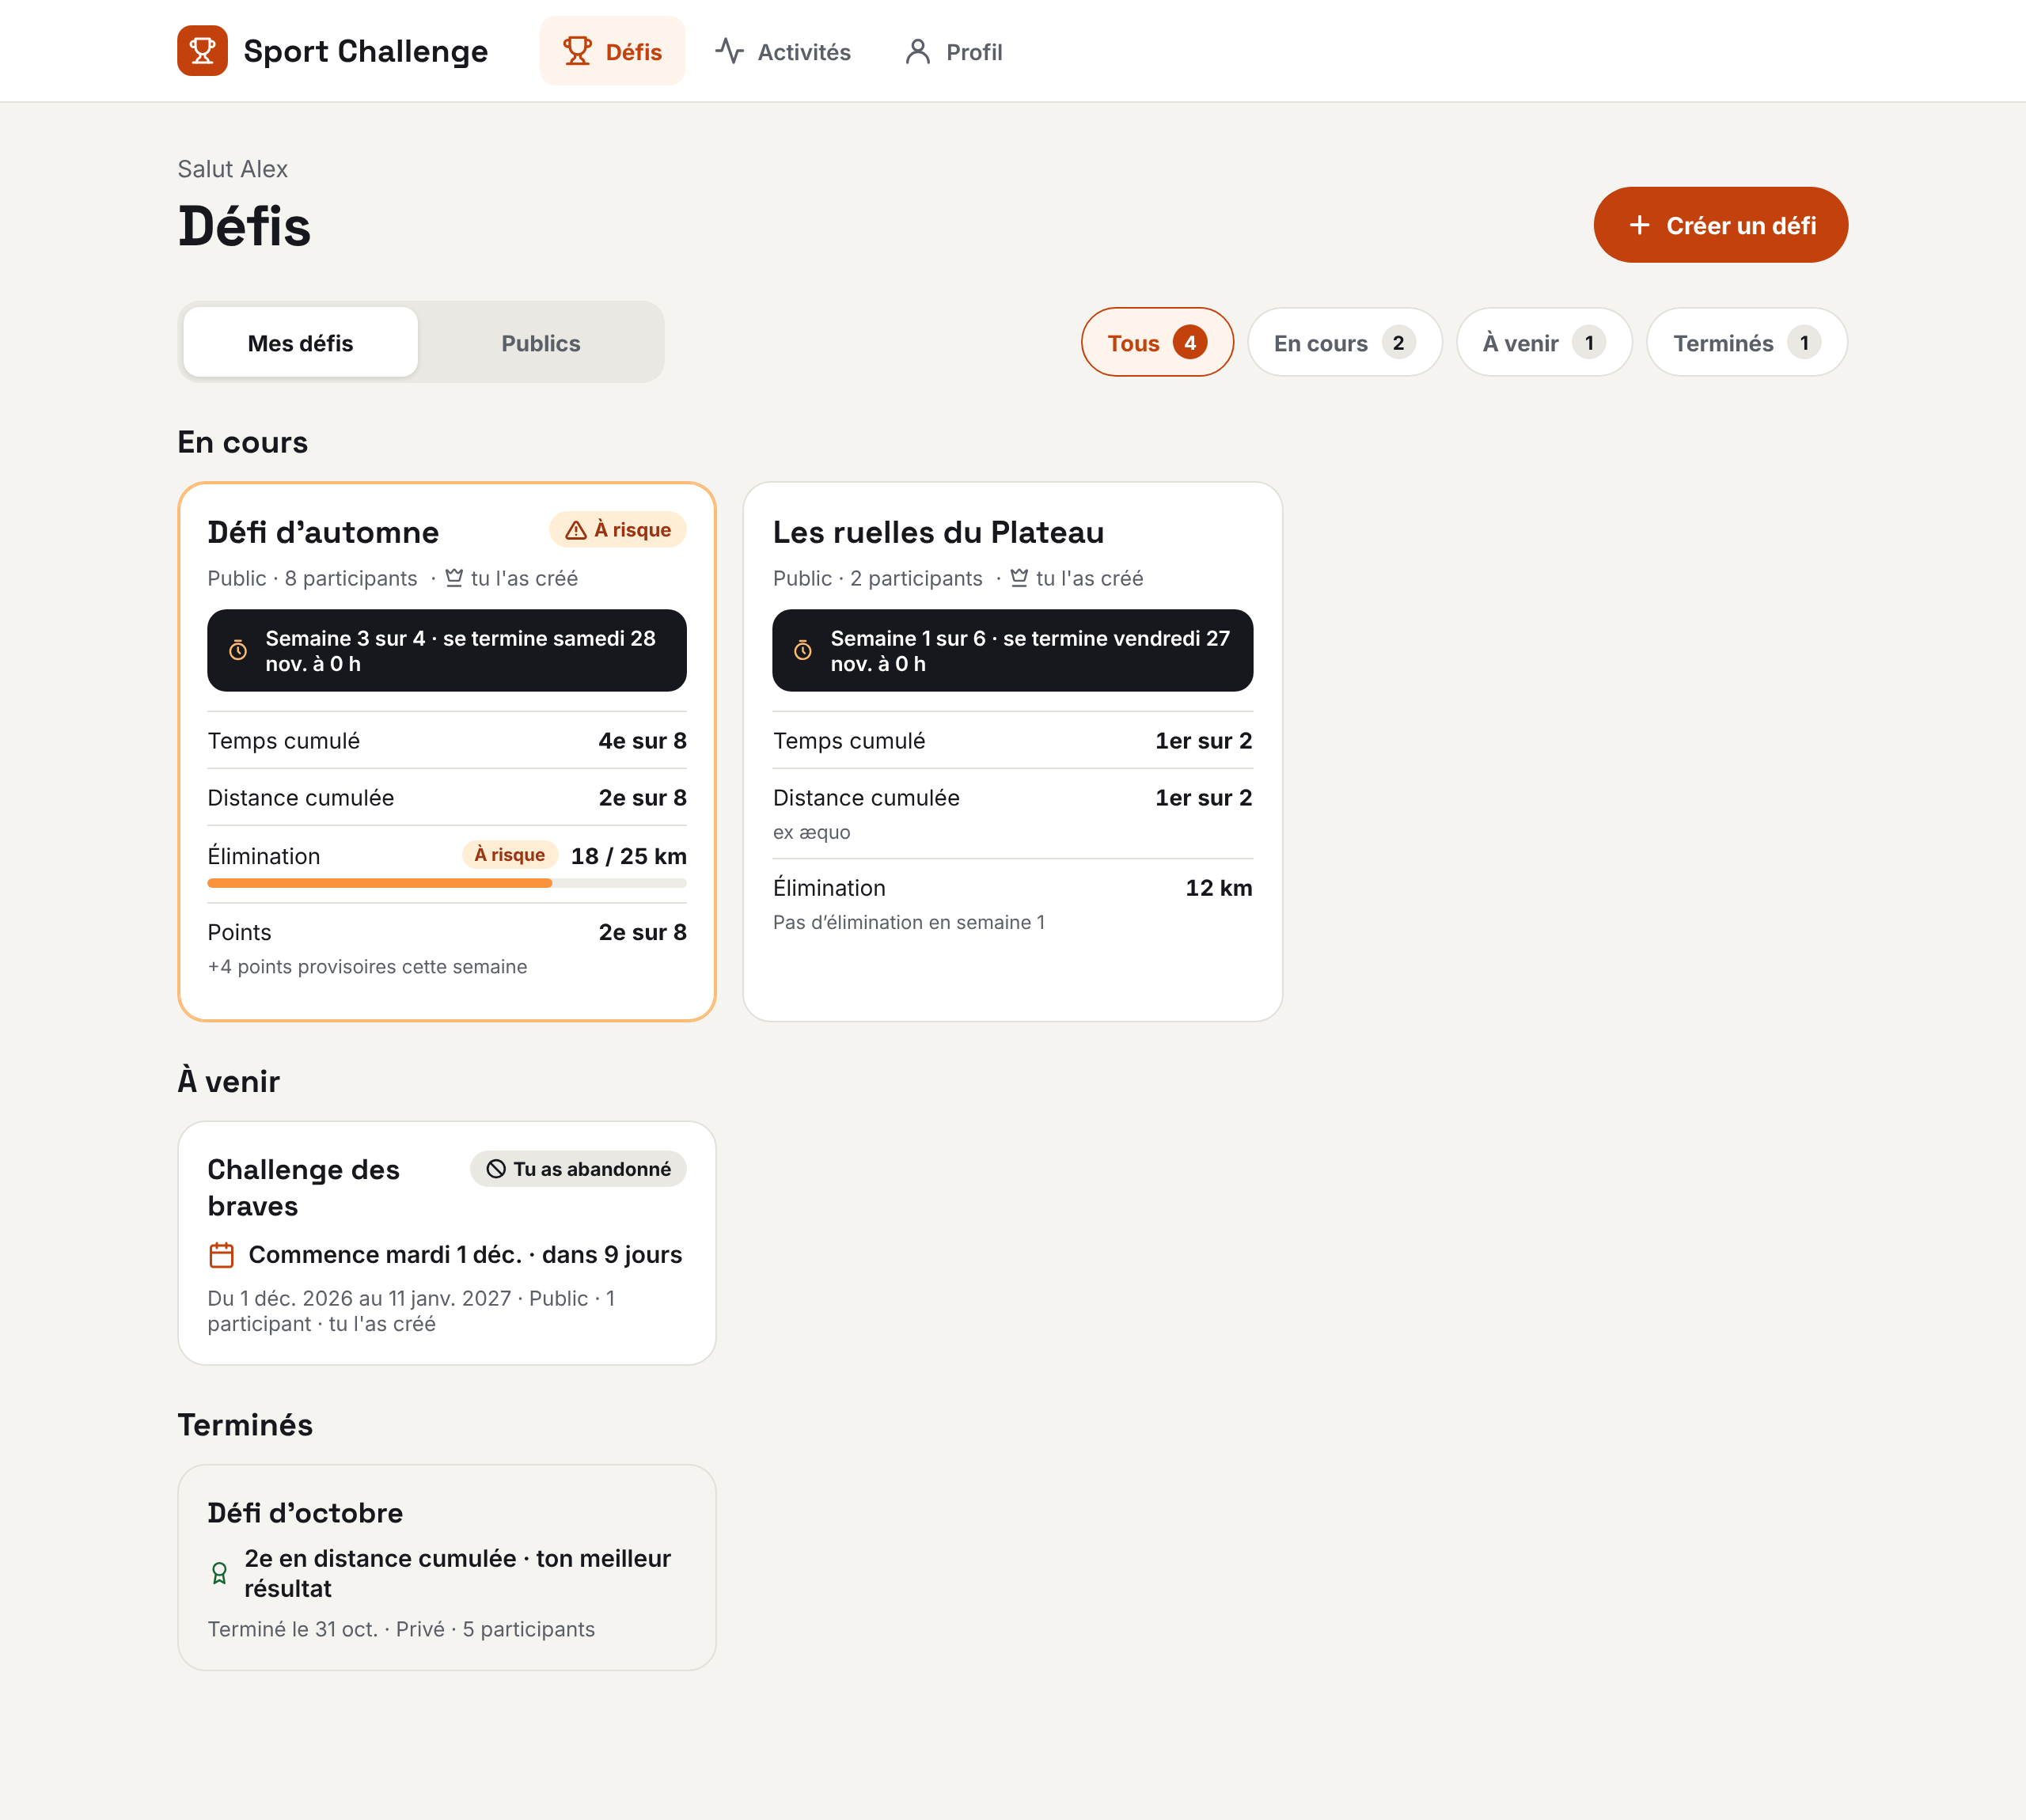 Sport Challenge
Défis
Activités
Profil
Salut Alex
Défis
Créer un défi
Mes défis
Publics
Tous 4
En cours 2
À venir 1
Terminés 1
En cours
Défi d’automne
À risque
Public · 8 participants · tu l'as créé
Semaine 3 sur 4 · se termine samedi 28
nov. à 0 h
Temps cumulé 4e sur 8
Distance cumulée 2e sur 8
Élimination À risque 18 / 25 km
Points 2e sur 8
+4 points provisoires cette semaine
Les ruelles du Plateau
Public · 2 participants · tu l'as créé
Semaine 1 sur 6 · se termine vendredi 27
nov. à 0 h
Temps cumulé 1er sur 2
Distance cumulée 1er sur 2
ex æquo
Élimination 12 km
Pas d’élimination en semaine 1
À venir
Challenge des
braves
Tu as abandonné
Commence mardi 1 déc. · dans 9 jours
Du 1 déc. 2026 au 11 janv. 2027 · Public · 1
participant · tu l'as créé
Terminés
Défi d’octobre
2e en distance cumulée · ton meilleur
résultat
Terminé le 31 oct. · Privé · 5 participants